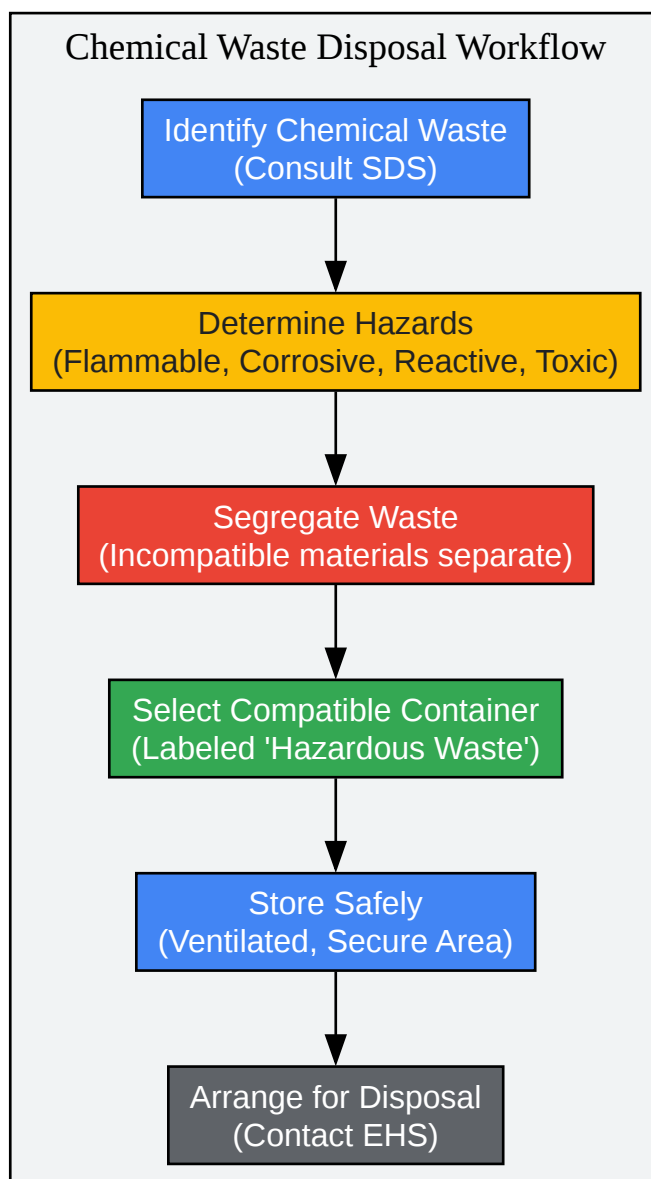 Chemical Waste Disposal Workflow
Identify Chemical Waste
(Consult SDS)
Determine Hazards
(Flammable, Corrosive, Reactive, Toxic)
Segregate Waste
(Incompatible materials separate)
Select Compatible Container
(Labeled 'Hazardous Waste')
Store Safely
(Ventilated, Secure Area)
Arrange for Disposal
(Contact EHS)